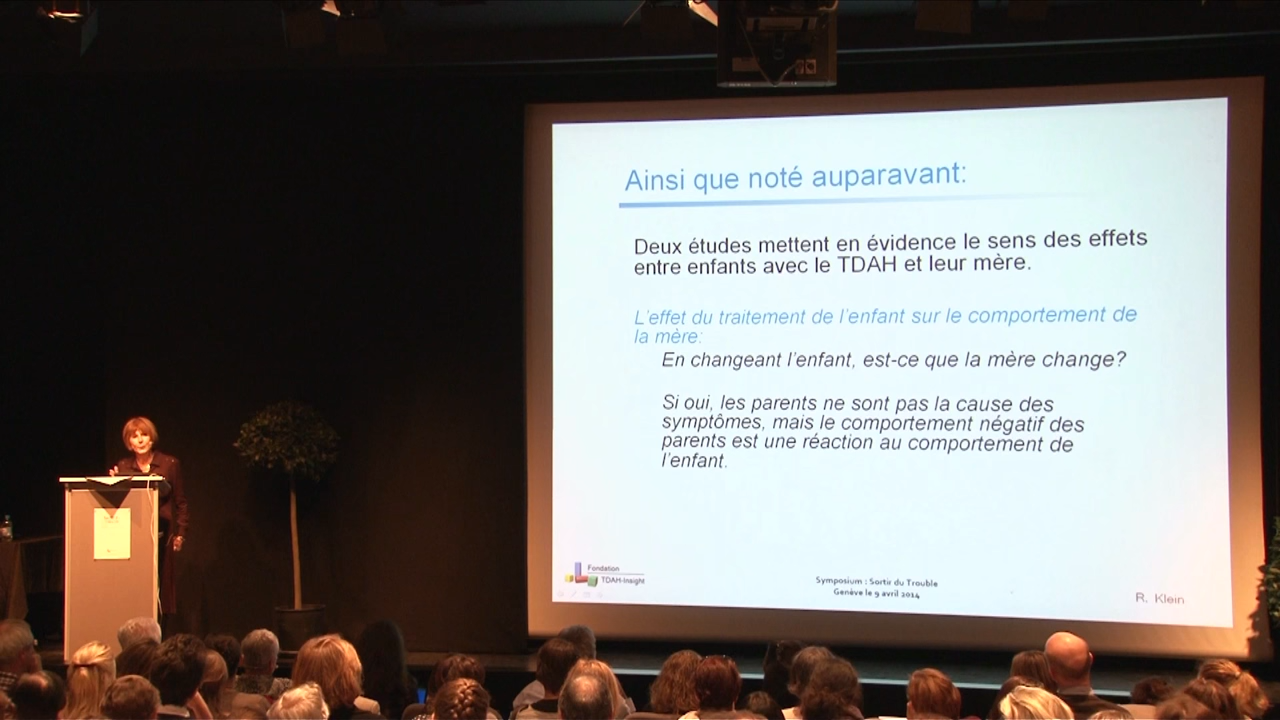 Ainsi que noté auparavant:
Deux études mettent en évidence le sens des effets
entre enfants avec le TDAH et leur mère.
L'effet du traitement de l'enfant sur le comportement de
la mère:
En changeant l'enfant, est-ce que la mère change?
Si oui, les parents ne sont pas la cause des
symptômes, mais le comportement négatif des
parents est une réaction au comportement de
l'enfant.
Fondation
TDAH-Insight
Symposium : Sortir du Trouble
Genève le 9 avril 2014
R. Klein